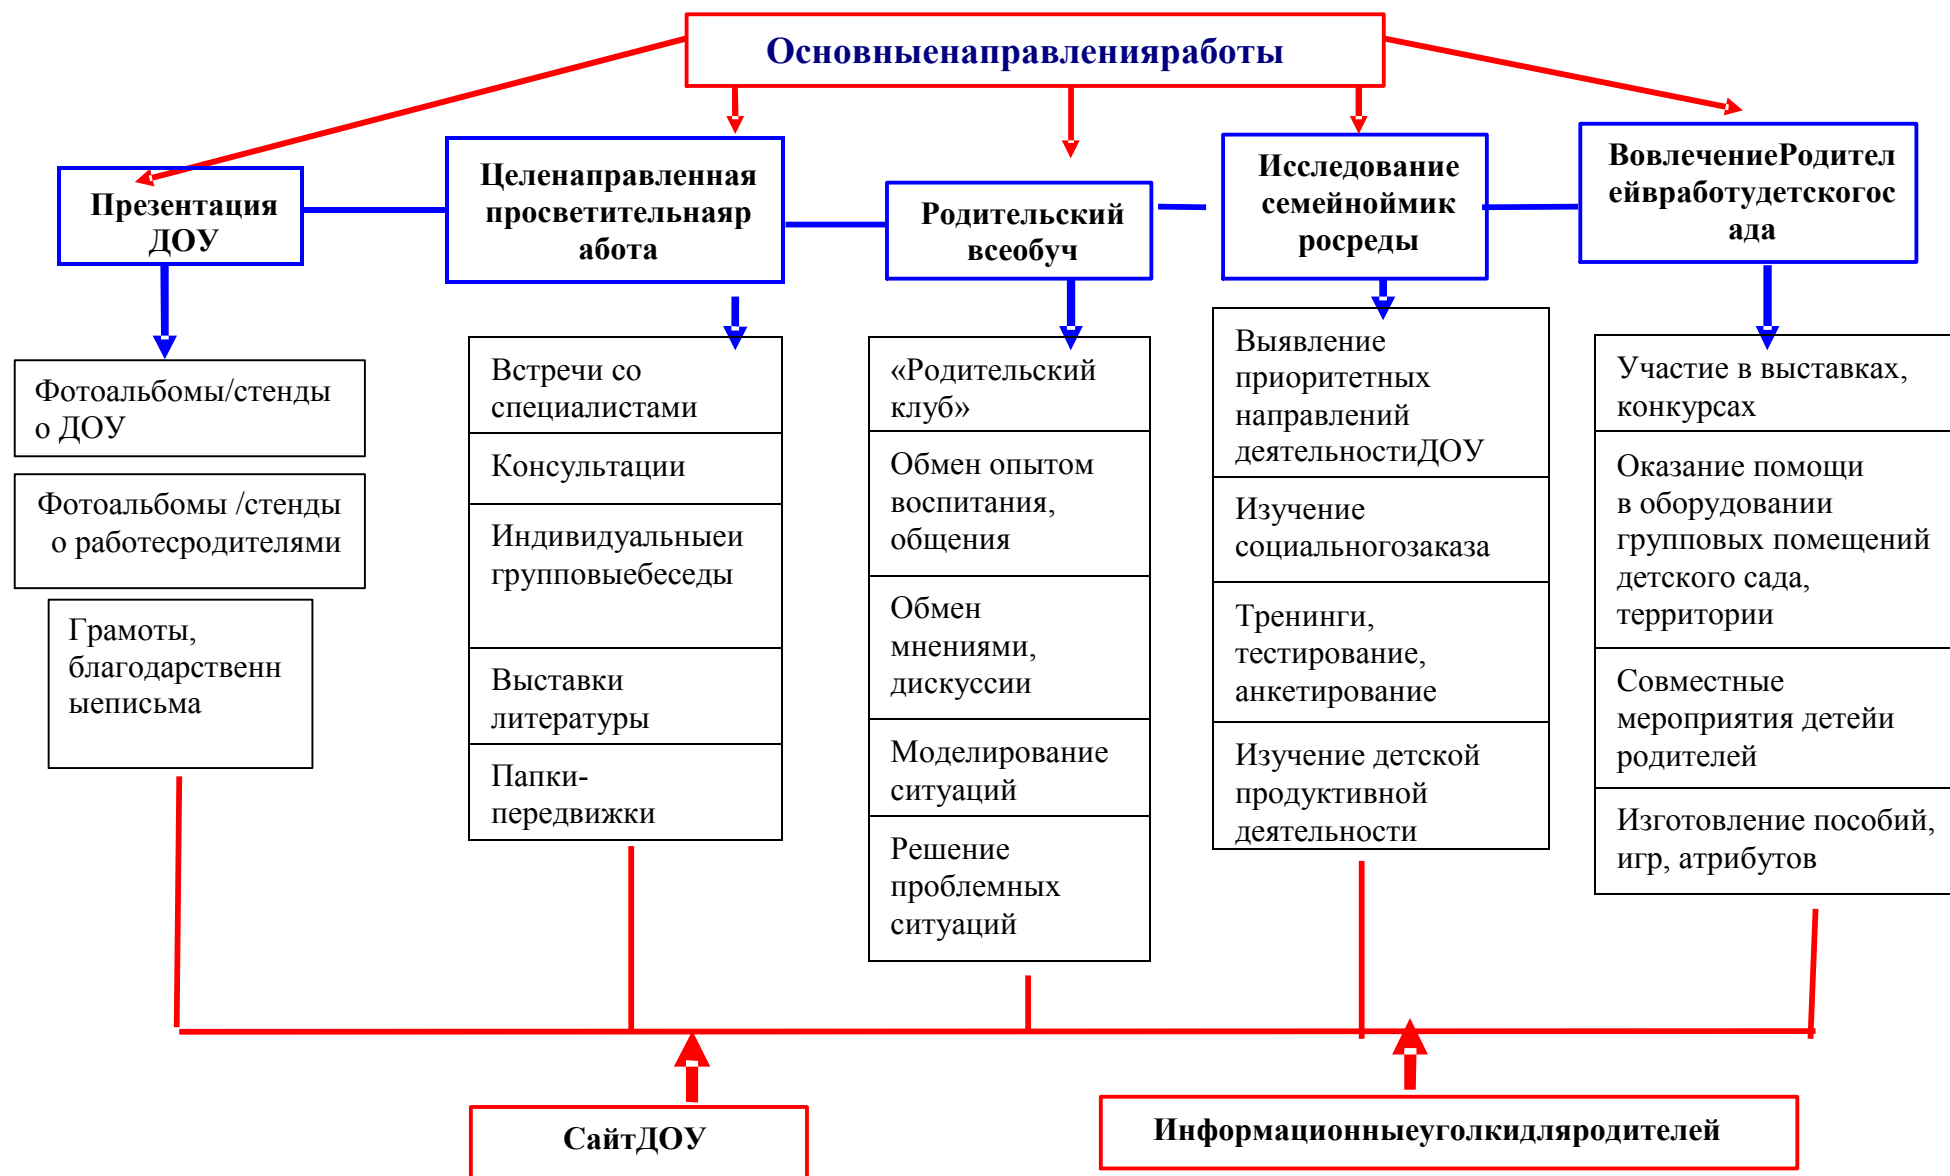 Основныенаправленияработы
Презентация
ДОУ
Целенаправленная
просветительнаяр
абота
Родительский
всеобуч
Исследование
семейноймик
росреды
ВовлечениеРодител
ейвработудетскогос
ада
Фотоальбомы/стенды
о ДОУ
Фотоальбомы /стенды
о работесродителями
Грамоты,
благодарственн
ыеписьма
Встречи со
специалистами
Консультации
Индивидуальныеи
групповыебеседы
Выставки
литературы
Папки-
передвижки
«Родительский
клуб»
Обмен опытом
воспитания,
общения
Обмен
мнениями,
дискуссии
Моделирование
ситуаций
Решение
проблемных
ситуаций
Выявление
приоритетных
направлений
деятельностиДОУ
Изучение
социальногозаказа
Тренинги,
тестирование,
анкетирование
Изучение детской
продуктивной
деятельности
Участие в выставках,
конкурсах
Оказание помощи
в оборудовании
групповых помещений
детского сада,
территории
Совместные
мероприятия детейи
родителей
Изготовление пособий,
игр, атрибутов
СайтДОУ
Информационныеуголкидляродителей